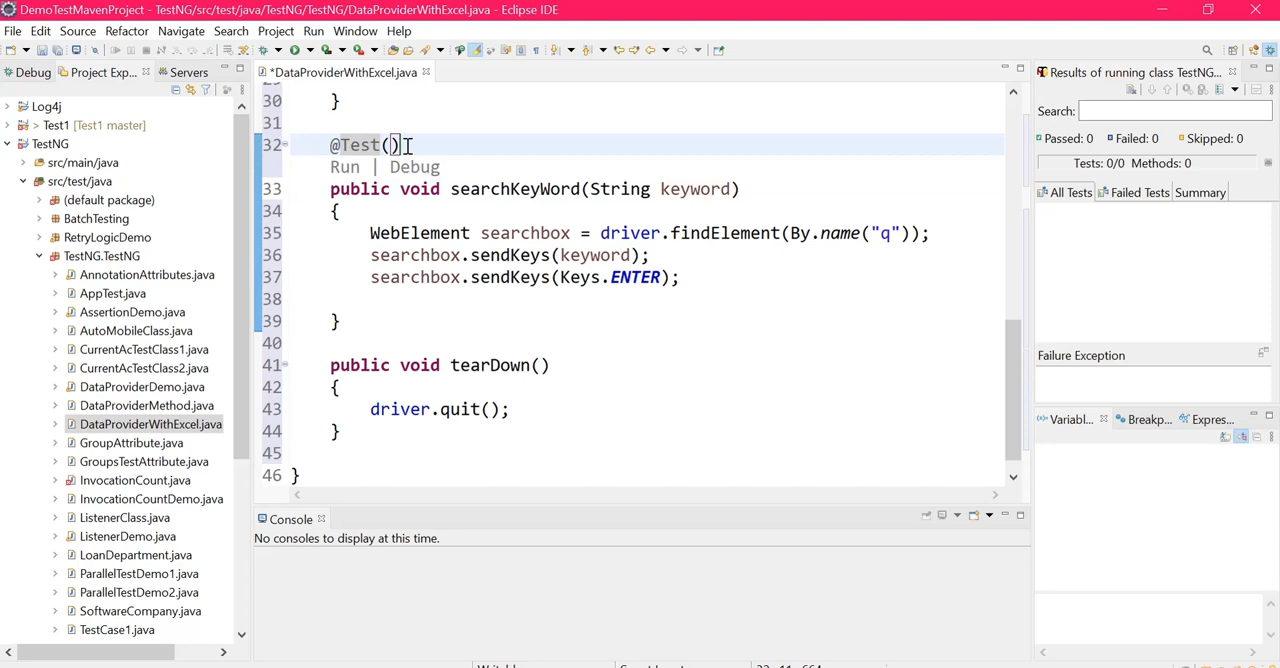 DemoTestMavenProject - TestNG/src/test/java/TestNG/TestNG/DataProviderWithExcel.java - Eclipse IDE
File Edit Source Refactor Navigate Search Project Run Window Help
Debug Project Exp... Servers
*DataProviderWithExcel.java
Results of running class TestNG...
Log4j
> Test1 [Test1 master]
TestNG
src/main/java
src/test/java
(default package)
BatchTesting
RetryLogicDemo
TestNG.TestNG
AnnotationAttributes.java
AppTest.java
AssertionDemo.java
AutoMobileClass.java
CurrentAcTestClass1.java
CurrentAcTestClass2.java
DataProviderDemo.java
DataProviderMethod.java
DataProviderWithExcel.java
GroupAttribute.java
GroupsTestAttribute.java
InvocationCount.java
InvocationCountDemo.java
ListenerClass.java
ListenerDemo.java
LoanDepartment.java
ParallelTestDemo1.java
ParallelTestDemo2.java
SoftwareCompany.java
TestCase1.java
30 }
31
32 @Test()
Run | Debug
33 public void searchKeyWord(String keyword)
34 {
35 WebElement searchbox = driver.findElement(By.name("q"));
36 searchbox.sendKeys(keyword);
37 searchbox.sendKeys(Keys.ENTER);
38
39 }
40
41 public void tearDown()
42 {
43 driver.quit();
44 }
45
46 }
Console
No consoles to display at this time.
Search:
Passed: 0 Failed: 0 Skipped: 0
Tests: 0/0 Methods: 0
All Tests Failed Tests Summary
Failure Exception
Variabl... Breakp... Expres...